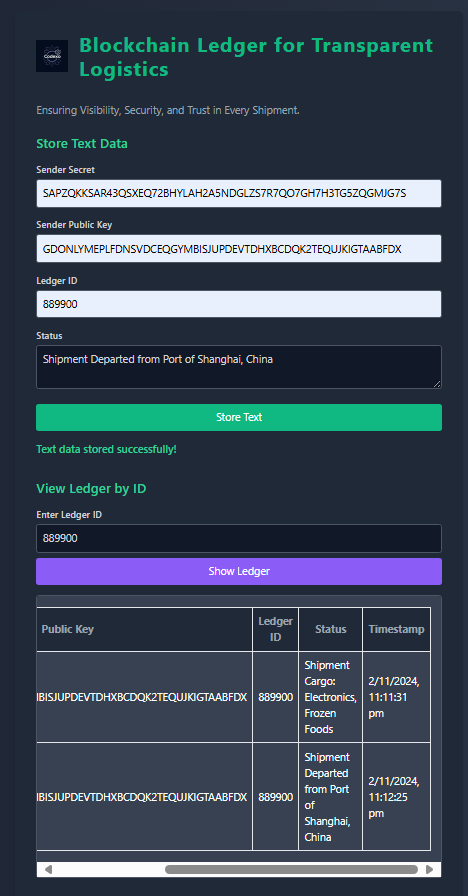 Blockchain Ledger for Transparent
Logistics
Ensuring Visibility, Security, and Trust in Every Shipment.
Store Text Data
Sender Secret
SAPZQKKSAR43QSXEQ72BHYLAH2A5NDGLZS7R7QO7GH7H3TG5ZQGMJG7S
Sender Public Key
GDONLYMEPLFDNSVDCEQGYMBISJUPDEVTDHXBCDQK2TEQUJKIGTAABFDX
Ledger ID
889900
Status
Shipment Departed from Port of Shanghai, China
Store Text
Text data stored successfully!
View Ledger by ID
Enter Ledger ID
889900
Show Ledger
Public Key
Ledger
ID
Status
Timestamp
IBISJUPDEVTDHXBCDQK2TEQUJKIGTAABFDX
889900
Shipment
Cargo:
Electronics,
Frozen
Foods
2/11/2024,
11:11:31
pm
IBISJUPDEVTDHXBCDQK2TEQUJKIGTAABFDX
889900
Shipment
Departed
from Port
of
Shanghai,
China
2/11/2024,
11:12:25
pm